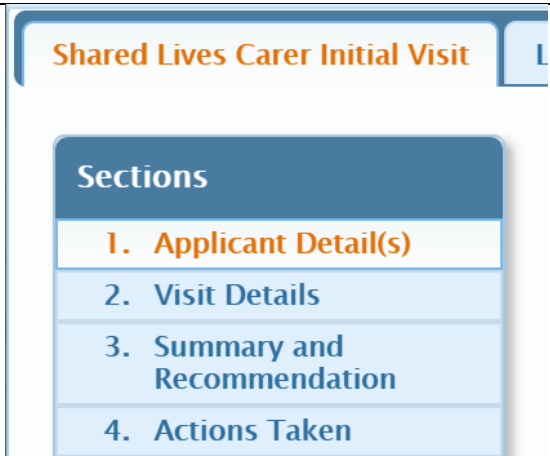 Shared Lives Carer Initial Visit
L
Sections
1. Applicant Detail(s)
2. Visit Details
3. Summary and
Recommendation
4. Actions Taken